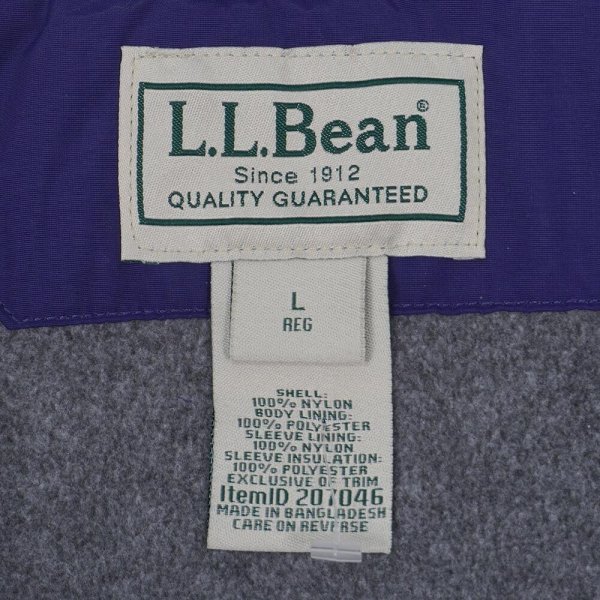 L.L.Bean®
Since 1912
QUALITY GUARANTEED
L
REG
SHELL:
100% NYLON
BODY LINING:
100% POLYESTER
SLEEVE LINING:
100% NYLON
SLEEVE INSULATION:
100% POLYESTER
EXCLUSIVE OF TRIM
ItemID 207046
MADE IN BANGLADESH
CARE ON REVERSE